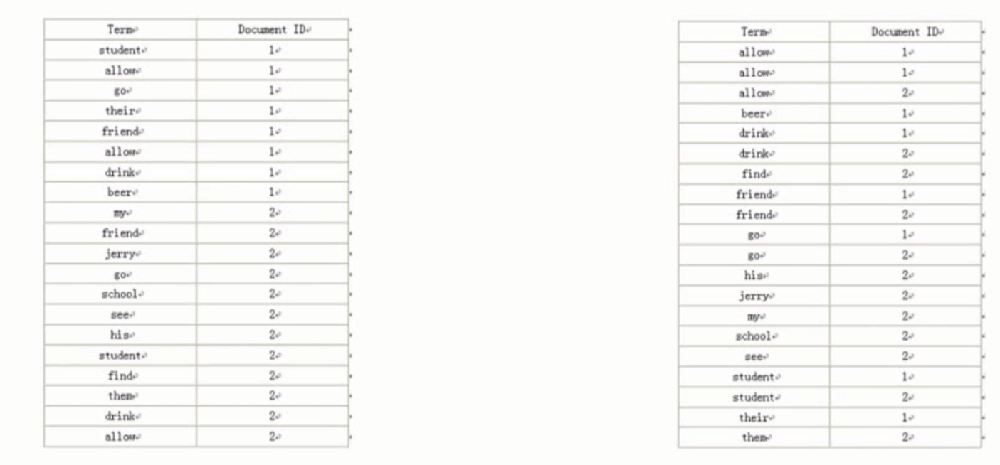 Term Document ID
student 1
allow 1
go 1
their 1
friend 1
allow 1
drink 1
beer 1
my 2
friend 2
jerry 2
go 2
school 2
see 2
his 2
student 2
find 2
them 2
drink 2
allow 2
Term Document ID
allow 1
allow 1
allow 2
beer 1
drink 1
drink 2
find 2
friend 1
friend 2
go 1
go 2
his 2
jerry 2
my 2
school 2
see 2
student 1
student 2
their 1
them 2